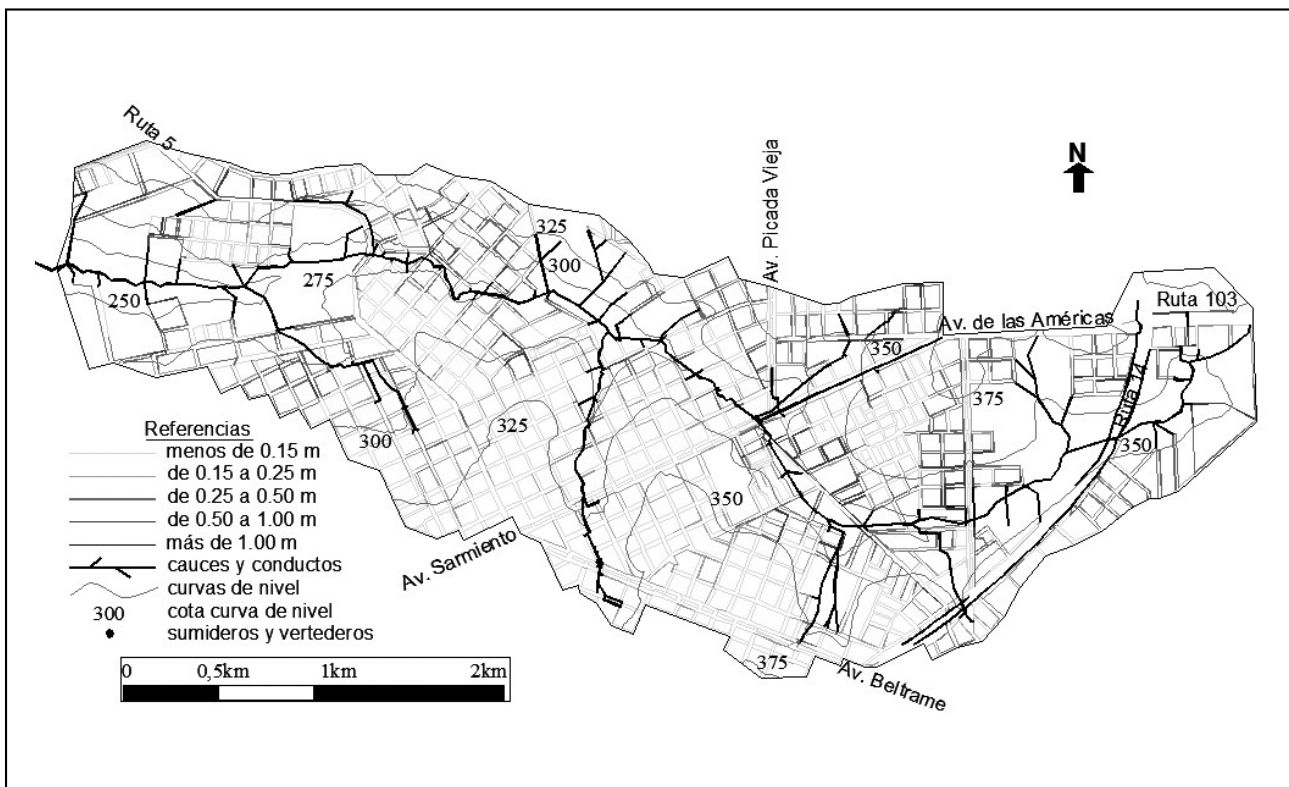 Ruta 5
Av. Picada Vieja
N
325
300
275
250
Ruta 103
Av. de las Américas
350
375
Ruta 14
350
325
300
350
Av. Sarmiento
375
Av. Beltrame
Referencias
menos de 0.15 m
de 0.15 a 0.25 m
de 0.25 a 0.50 m
de 0.50 a 1.00 m
más de 1.00 m
cauces y conductos
curvas de nivel
300 cota curva de nivel
sumideros y vertederos
0 0,5km 1km 2km